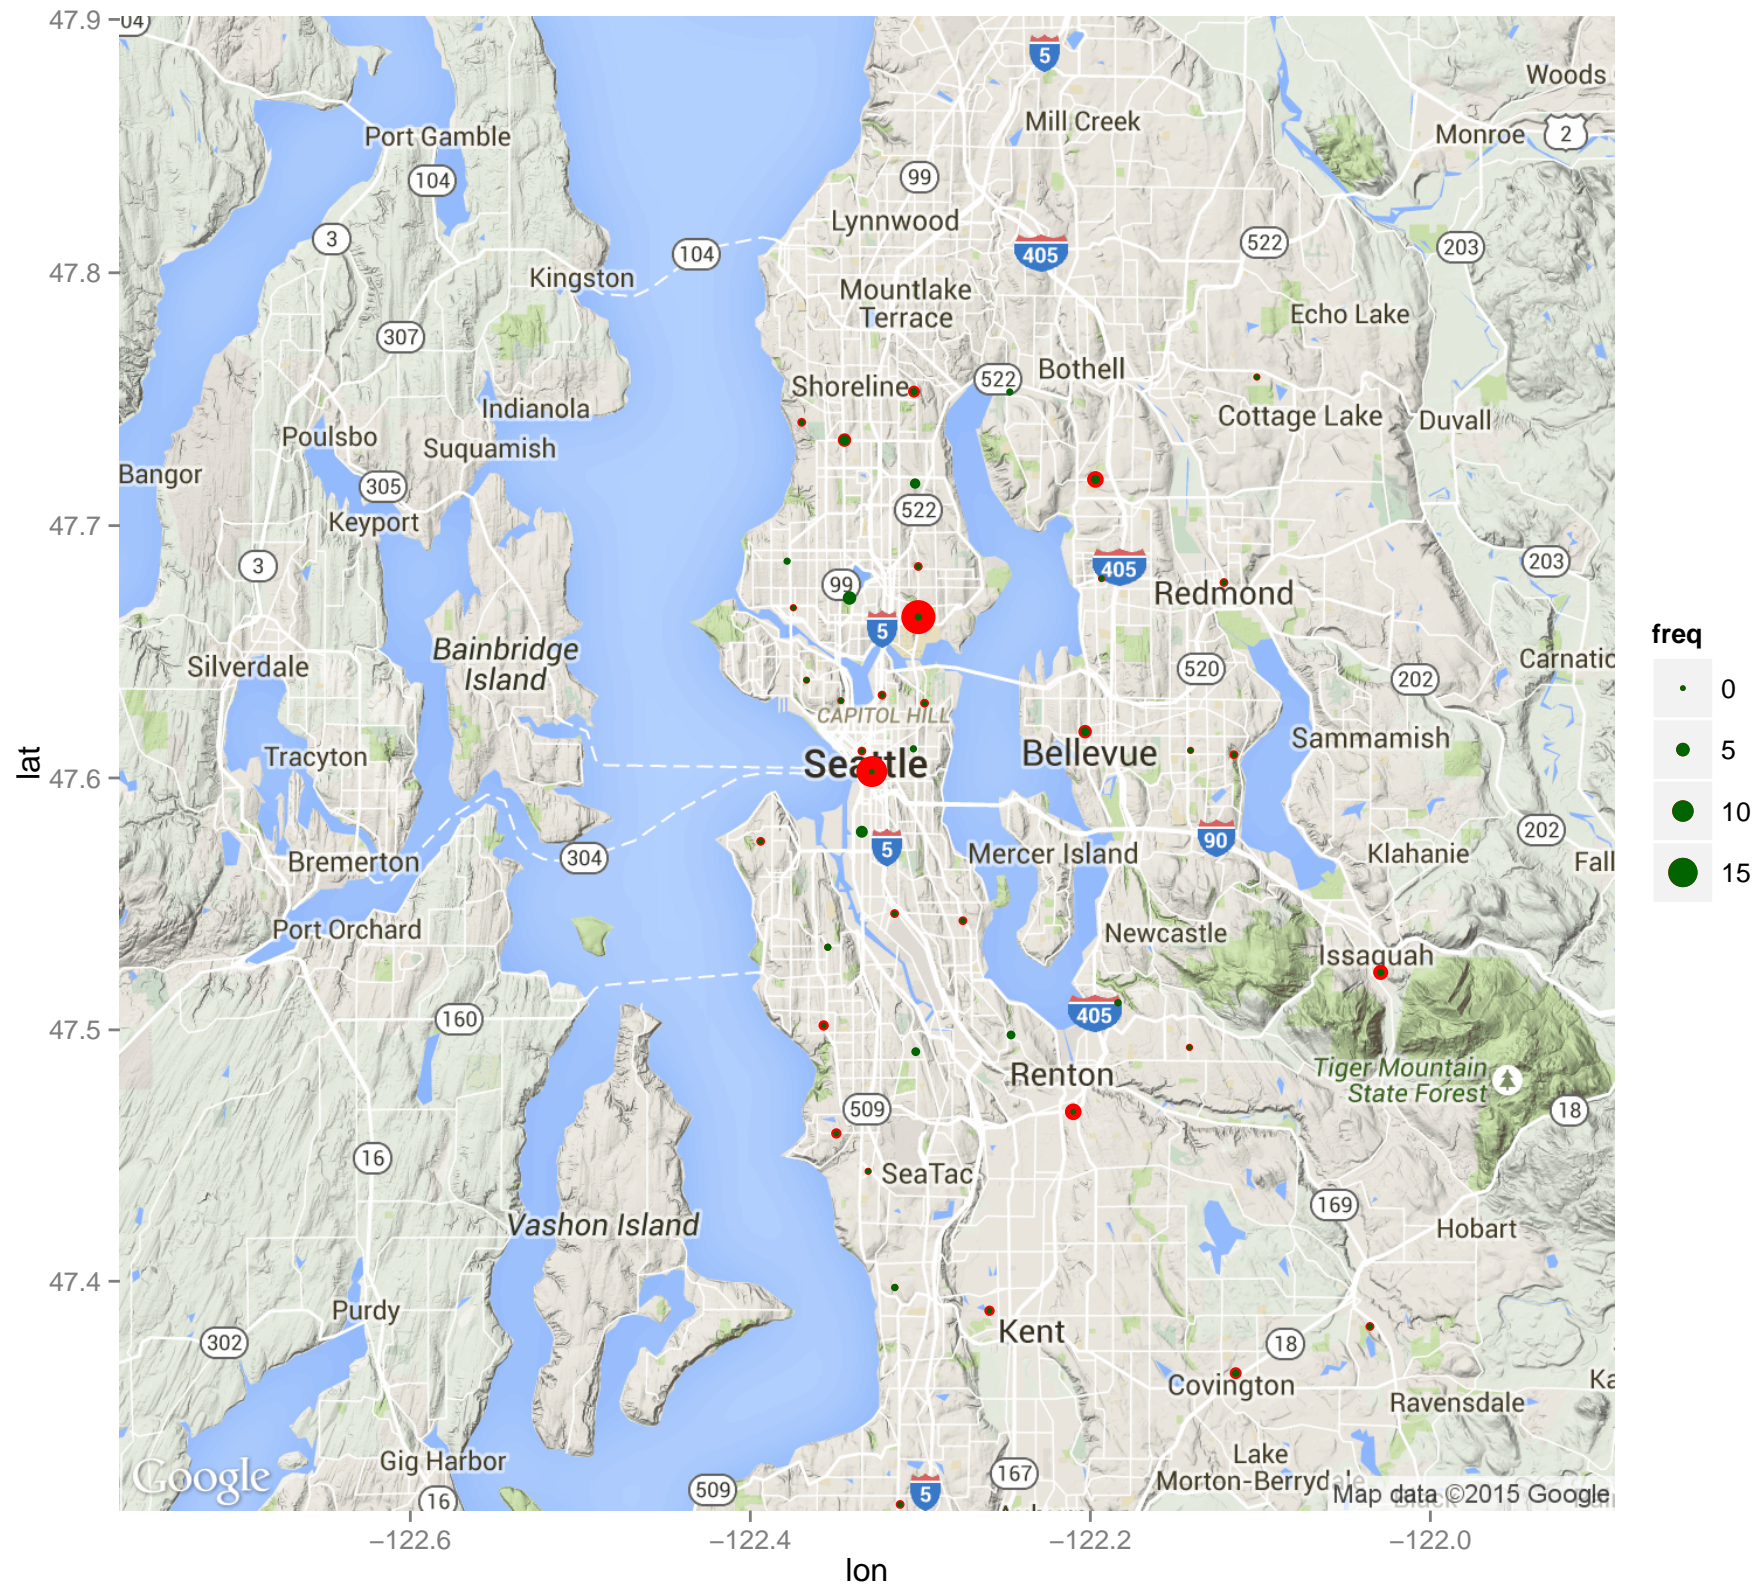 47.9
04
5
Woods
Mill Creek
Monroe
2
Port Gamble
104
99
Lynnwood
3
522
203
104
405
Kingston
Mountlake
Terrace
Echo Lake
307
Bothell
522
Shoreline
Indianola
Cottage Lake
Duvall
Poulsbo
Suquamish
Bangor
305
522
Keyport
47.8
47.7
3
99
405
203
Redmond
5
freq
Bainbridge
Island
Silverdale
520
202
Carnatic
0
CAPITOL HILL
5
Tracyton
Seattle
Bellevue
Sammamish
lat
47.6
10
304
5
Mercer Island
90
202
Klahanie
Fall
Bremerton
15
Port Orchard
Newcastle
Issaquah
160
405
47.5
Renton
Tiger Mountain
State Forest
509
18
16
SeaTac
169
Vashon Island
Hobart
47.4
Purdy
302
Kent
18
Covington
Ka
Ravensdale
Gig Harbor
Lake
Morton-Berrydale
Google
16
509
5
167
Map data ©2015 Google
−122.6
−122.4
−122.2
−122.0
lon